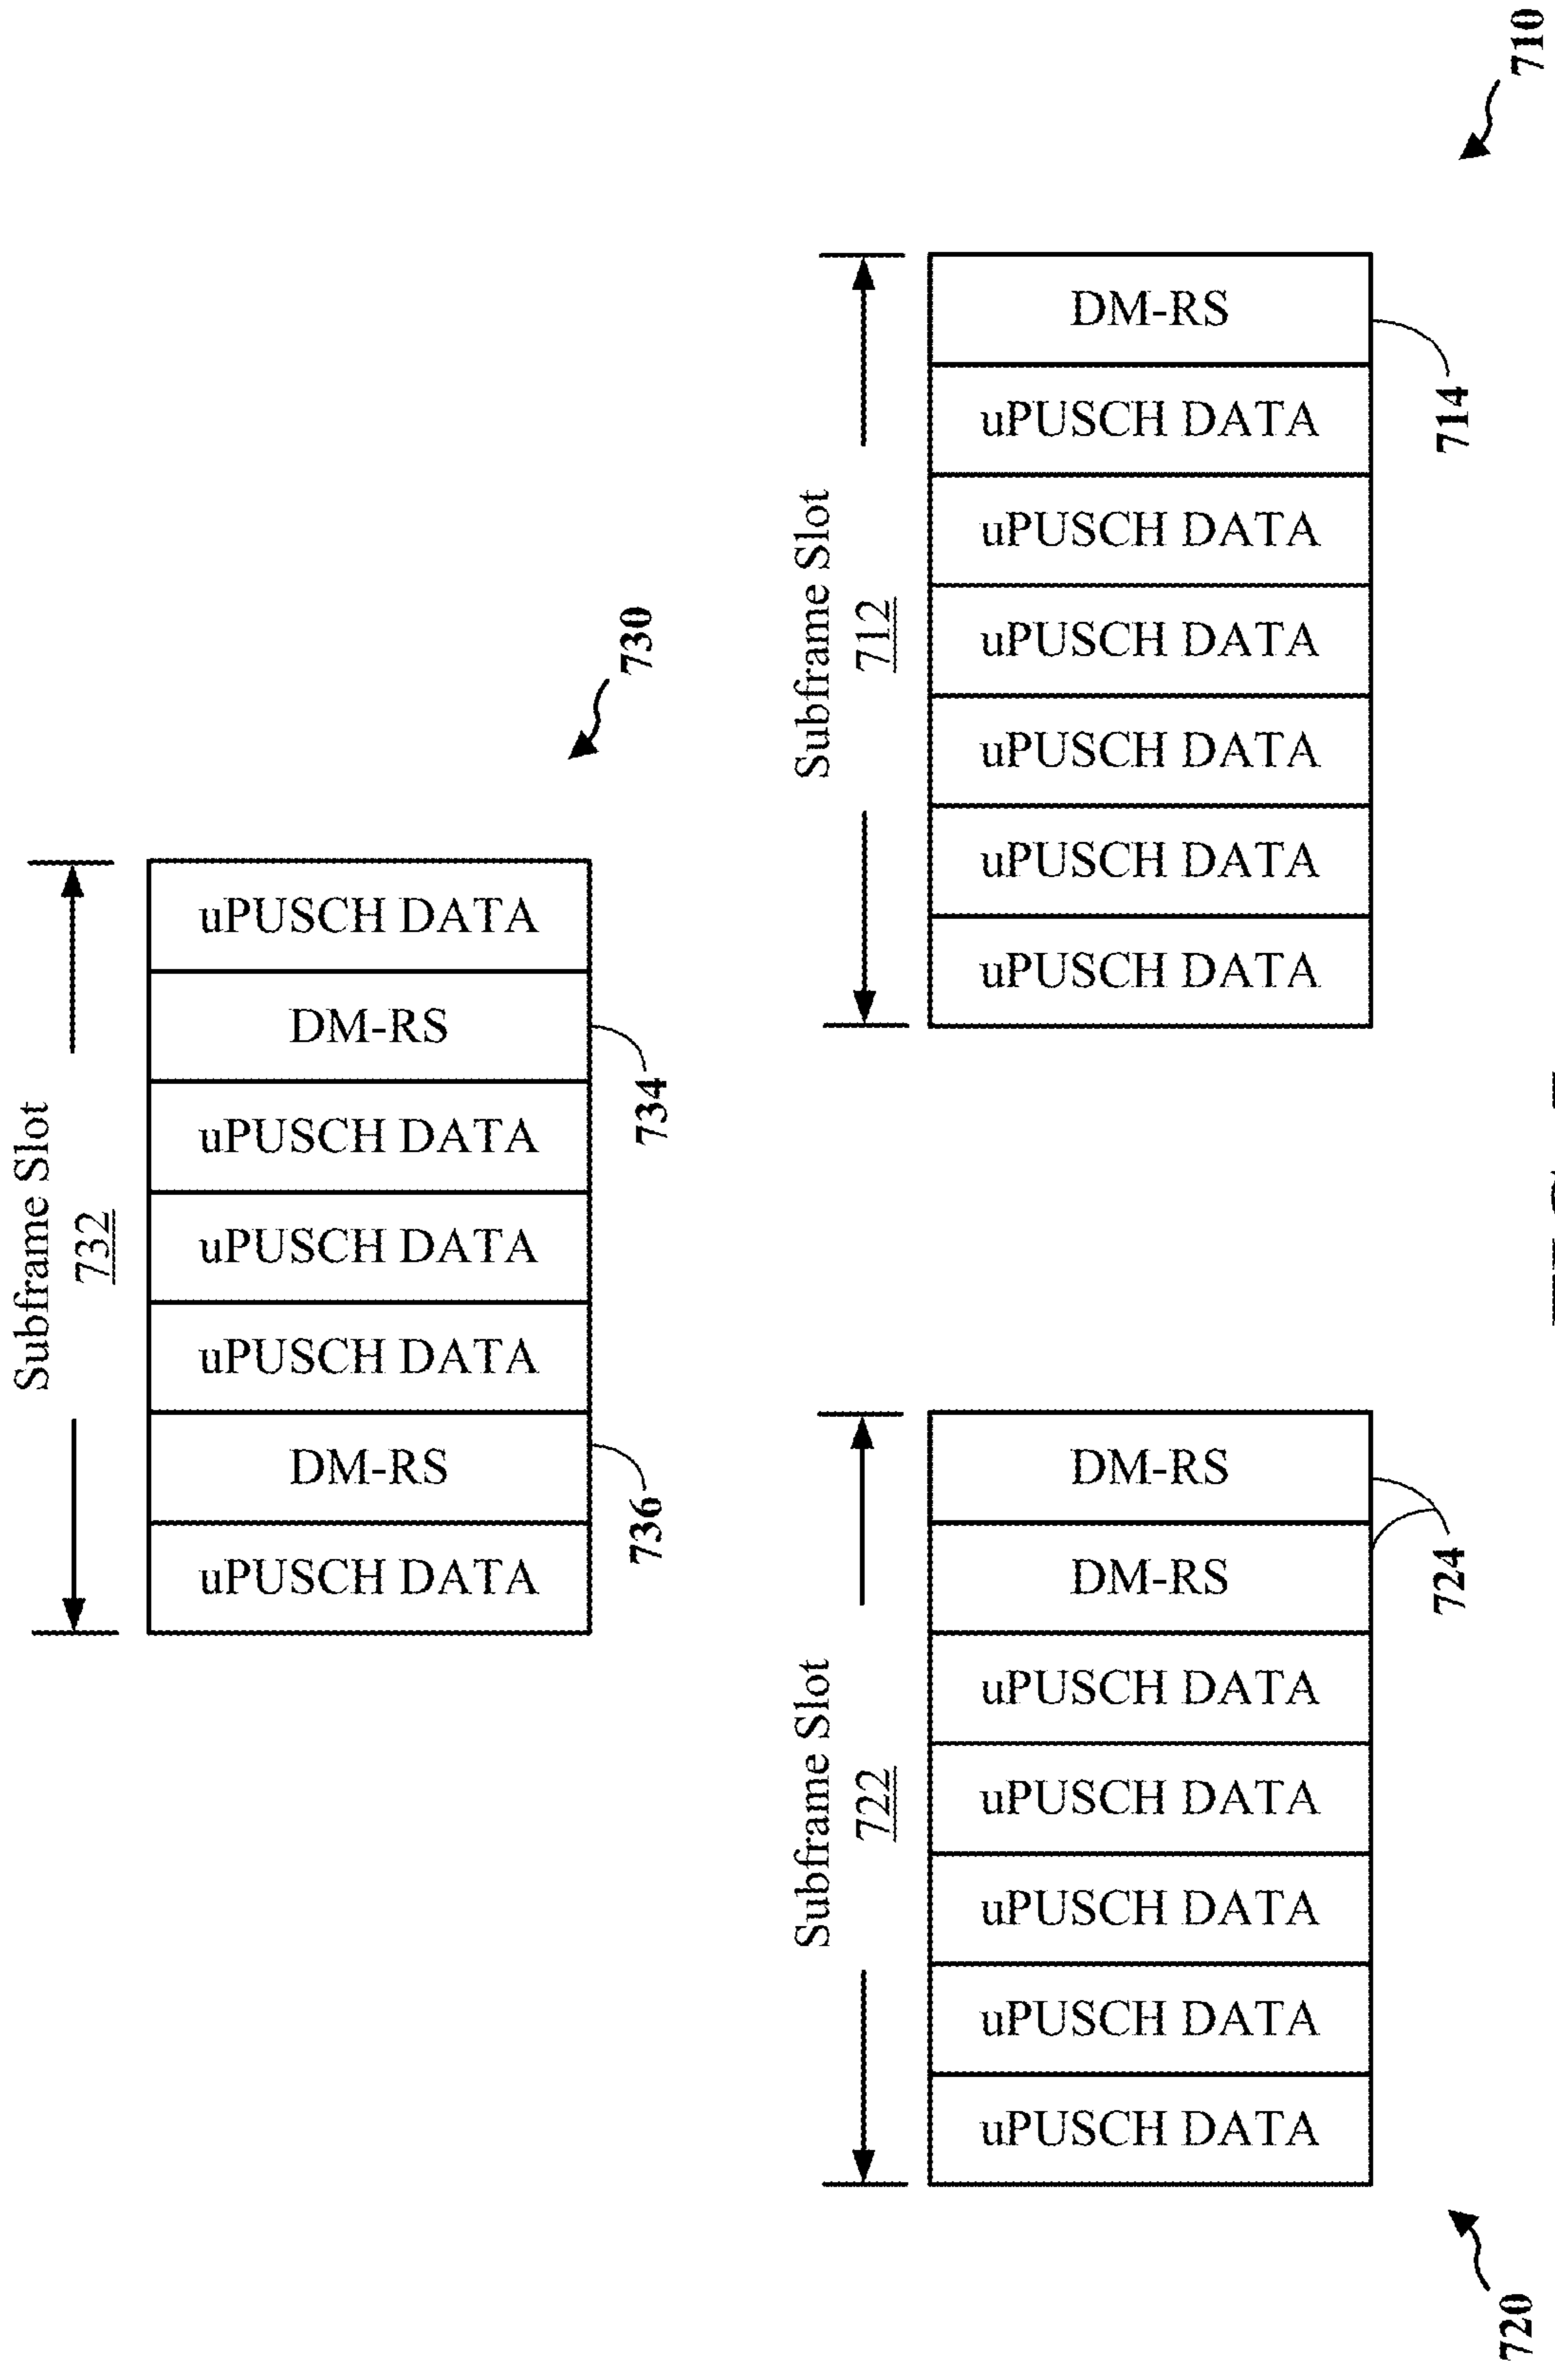 Subframe Slot
732
uPUSCH DATA
DM-RS
uPUSCH DATA
uPUSCH DATA
uPUSCH DATA
DM-RS
uPUSCH DATA
734
736
730
Subframe Slot
712
DM-RS
uPUSCH DATA
uPUSCH DATA
uPUSCH DATA
uPUSCH DATA
uPUSCH DATA
uPUSCH DATA
714
710
Subframe Slot
722
DM-RS
DM-RS
uPUSCH DATA
uPUSCH DATA
uPUSCH DATA
uPUSCH DATA
uPUSCH DATA
724
720